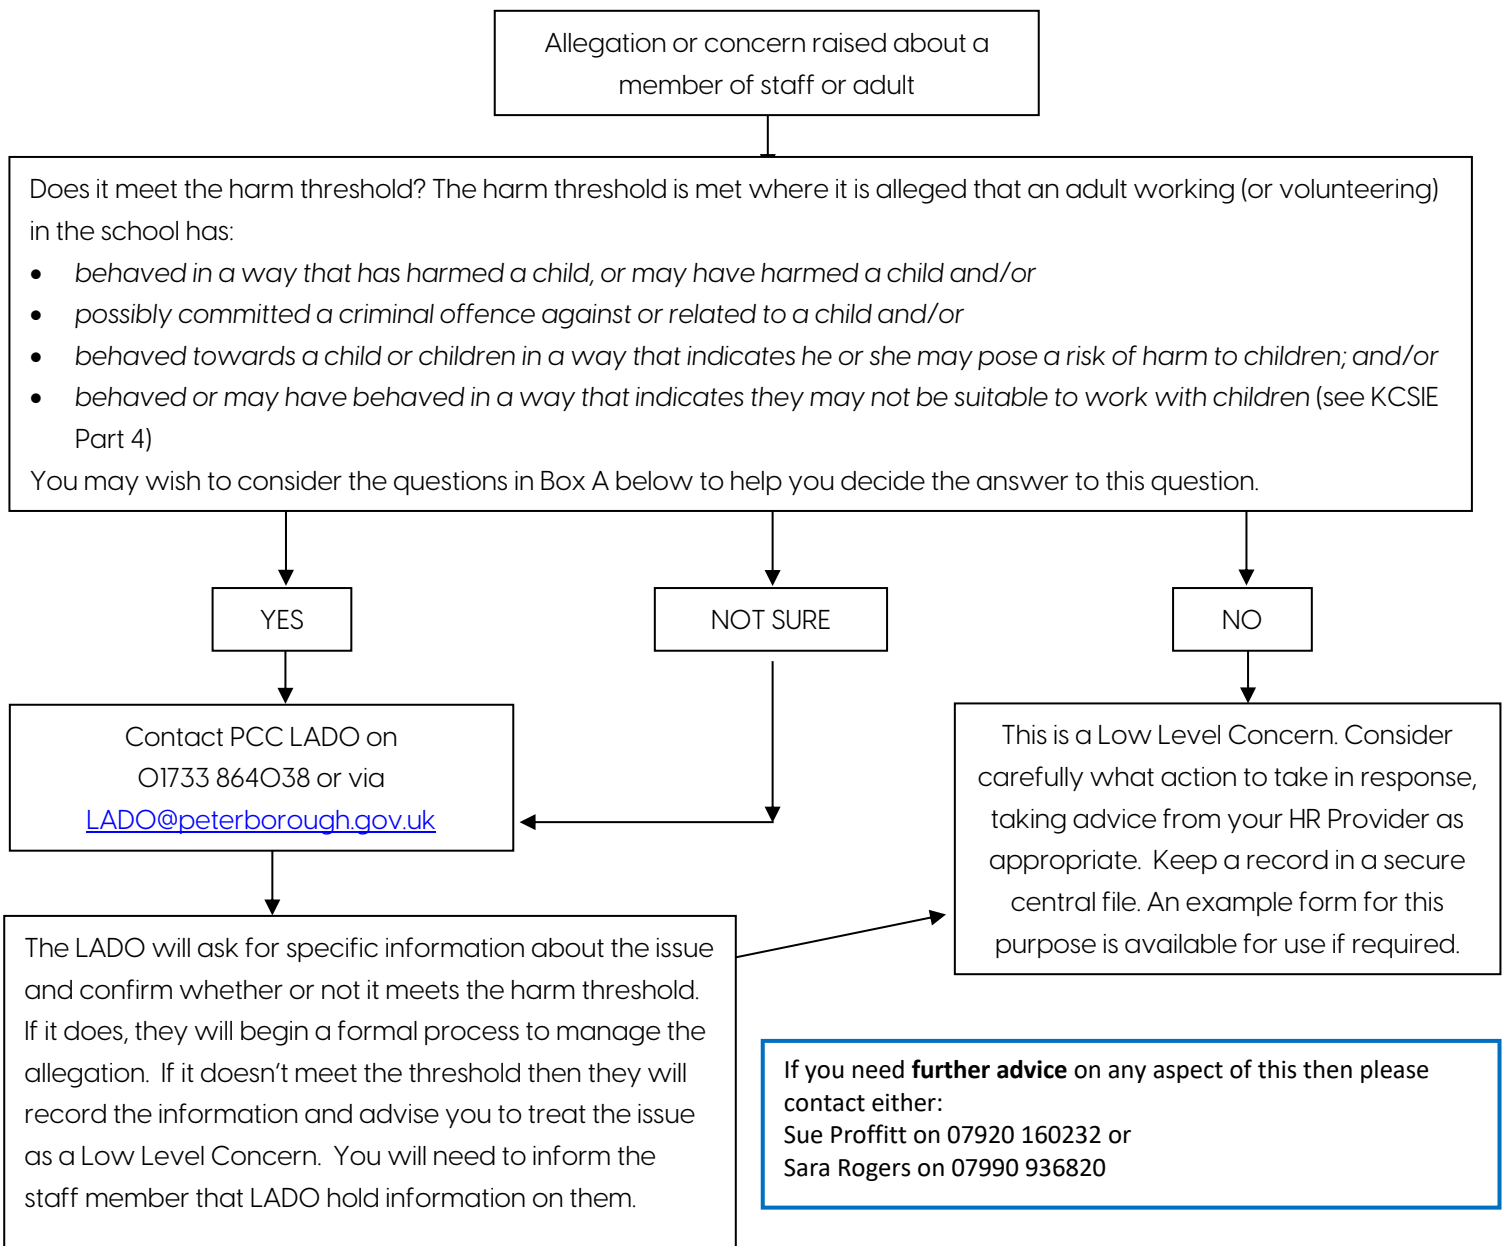 Allegation or concern raised about a
member of staff or adult
Does it meet the harm threshold? The harm threshold is met where it is alleged that an adult working (or volunteering)
in the school has:
• behaved in a way that has harmed a child, or may have harmed a child and/or
• possibly committed a criminal offence against or related to a child and/or
• behaved towards a child or children in a way that indicates he or she may pose a risk of harm to children; and/or
• behaved or may have behaved in a way that indicates they may not be suitable to work with children (see KCSIE
Part 4)
You may wish to consider the questions in Box A below to help you decide the answer to this question.
YES
NOT SURE
NO
Contact PCC LADO on
01733 864038 or via
LADO@peterborough.gov.uk
This is a Low Level Concern. Consider
carefully what action to take in response,
taking advice from your HR Provider as
appropriate. Keep a record in a secure
central file. An example form for this
purpose is available for use if required.
The LADO will ask for specific information about the issue
and confirm whether or not it meets the harm threshold.
If it does, they will begin a formal process to manage the
allegation. If it doesn't meet the threshold then they will
record the information and advise you to treat the issue
as a Low Level Concern. You will need to inform the
staff member that LADO hold information on them.
If you need further advice on any aspect of this then please
contact either:
Sue Proffitt on 07920 160232 or
Sara Rogers on 07990 936820